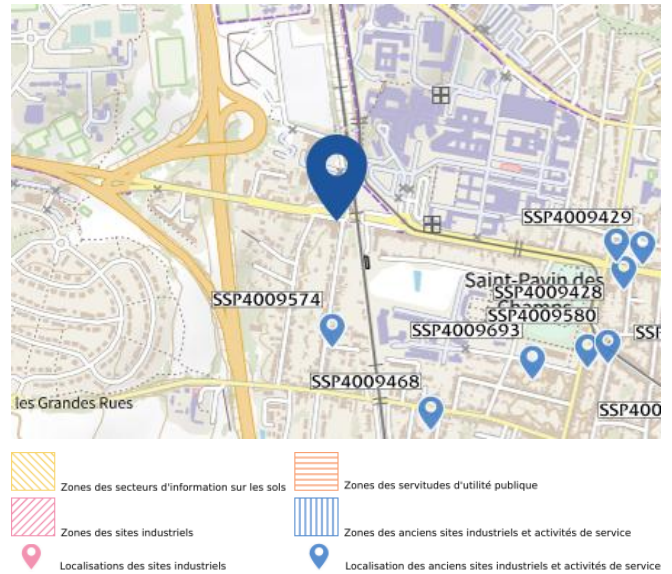 SSP4009429
Saint-Pavin des
SSP4009428
Champs
SSP4009574
SSP4009580
SSP4009693
SSP
SSP4009468
les Grandes Rues
SSP400
Zones des secteurs d'information sur les sols
Zones des servitudes d'utilité publique
Zones des sites industriels
Zones des anciens sites industriels et activités de service
Localisations des sites industriels
Localisation des anciens sites industriels et activités de service